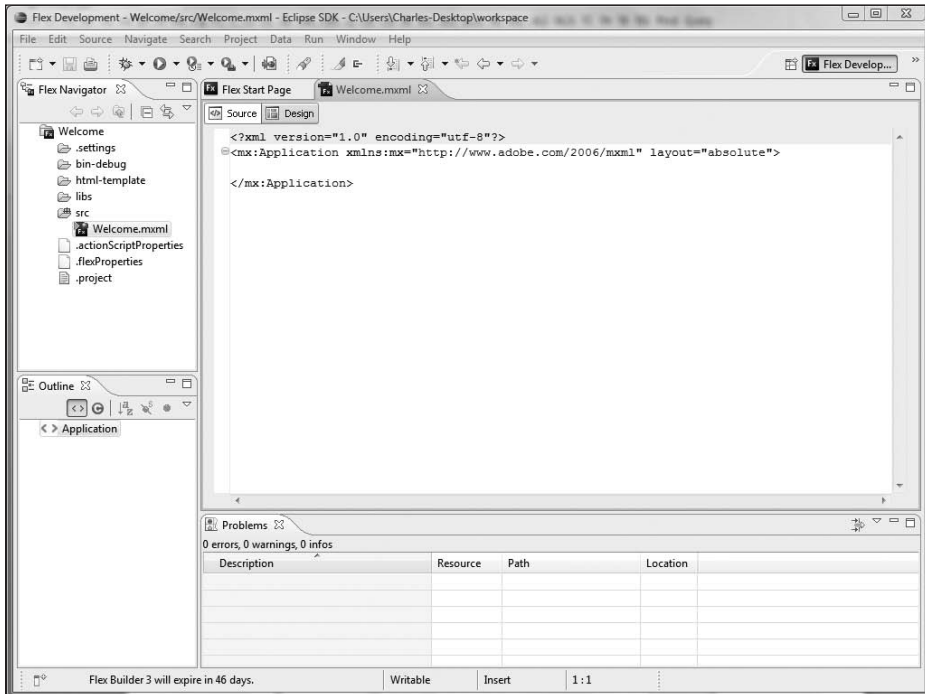 Flex Development - Welcome/src/Welcome.mxml - Eclipse SDK - C:\Users\Charles-Desktop\workspace
File Edit Source Navigate Search Project Data Run Window Help
Flex Develop... »
Flex Navigator
Flex Start Page Welcome.mxml
Source Design
Welcome
.settings
bin-debug
html-template
libs
src
Welcome.mxml
.actionScriptProperties
.flexProperties
.project
<?xml version="1.0" encoding="utf-8"?>
<mx:Application xmlns:mx="http://www.adobe.com/2006/mxml" layout="absolute">
</mx:Application>
Outline
< > Application
Problems
0 errors, 0 warnings, 0 infos
Description Resource Path Location
Flex Builder 3 will expire in 46 days. Writable Insert 1:1